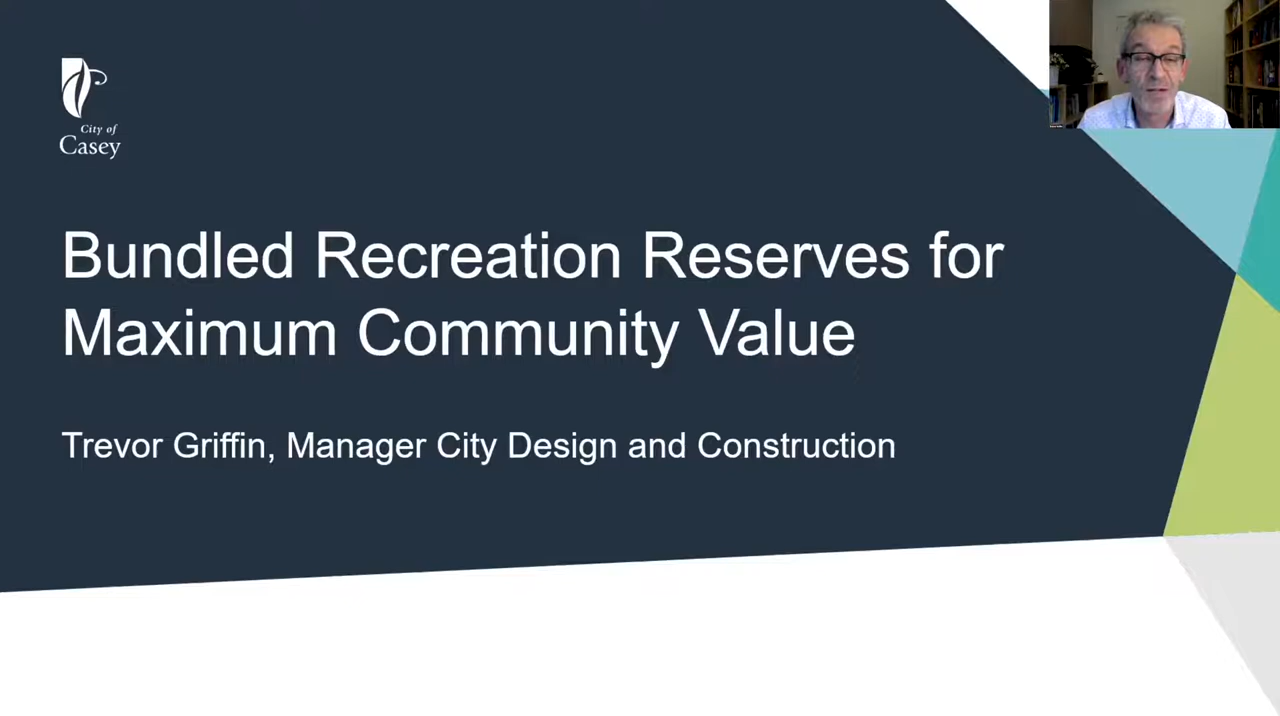 City of
Casey
Bundled Recreation Reserves for
Maximum Community Value
Trevor Griffin, Manager City Design and Construction